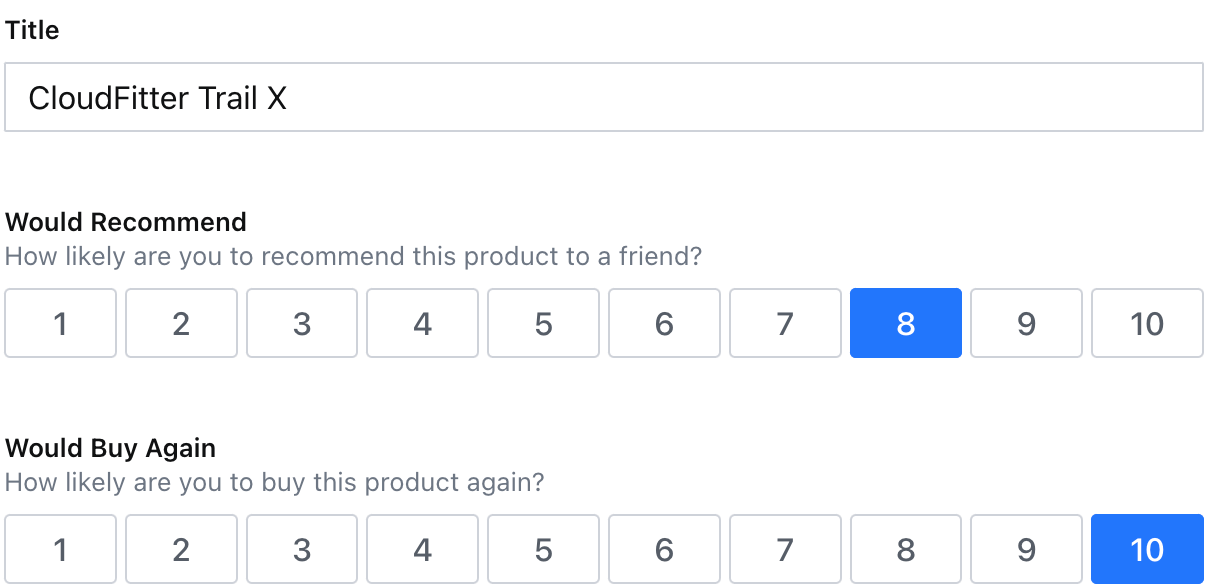 Title
CloudFitter Trail X
Would Recommend
How likely are you to recommend this product to a friend?
1 2 3 4 5 6 7 8 9 10
Would Buy Again
How likely are you to buy this product again?
1 2 3 4 5 6 7 8 9 10